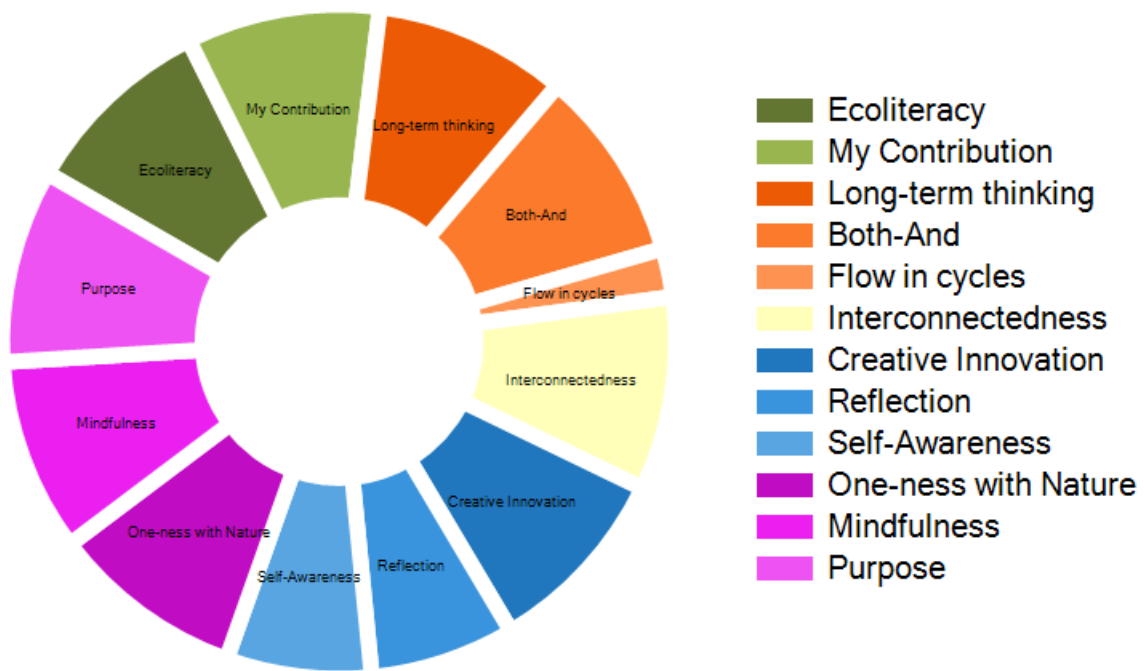 My Contribution
Long-term thinking
Ecoliteracy
Both-And
Purpose
Flow in cycles
Interconnectedness
Mindfulness
Creative Innovation
One-ness with Nature
Reflection
Self-Awareness
Ecoliteracy
My Contribution
Long-term thinking
Both-And
Flow in cycles
Interconnectedness
Creative Innovation
Reflection
Self-Awareness
One-ness with Nature
Mindfulness
Purpose